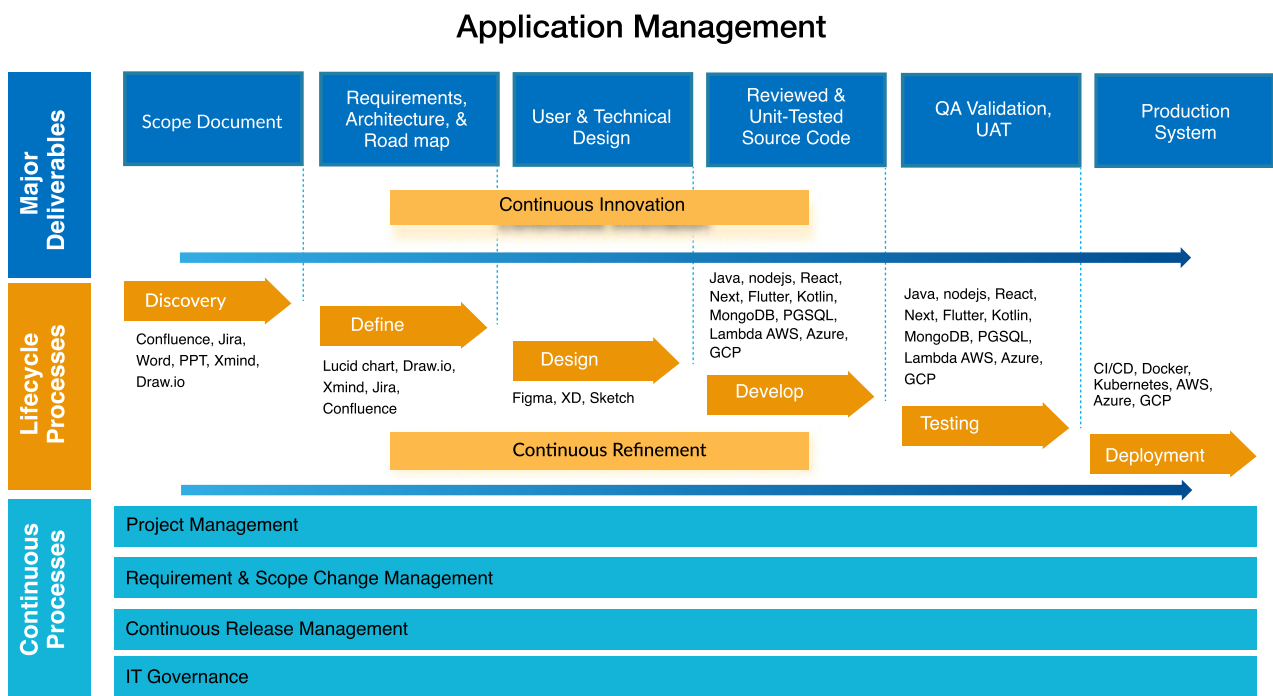 Application Management
Major
Deliverables
Scope Document
Requirements,
Architecture, &
Road map
User & Technical
Design
Reviewed &
Unit-Tested
Source Code
QA Validation,
UAT
Production
System
Continuous Innovation
Lifecycle
Processes
Discovery
Confluence, Jira,
Word, PPT, Xmind,
Draw.io
Define
Lucid chart, Draw.io,
Xmind, Jira,
Confluence
Design
Figma, XD, Sketch
Java, nodejs, React,
Next, Flutter, Kotlin,
MongoDB, PGSQL,
Lambda AWS, Azure,
GCP
Develop
Java, nodejs, React,
Next, Flutter, Kotlin,
MongoDB, PGSQL,
Lambda AWS, Azure,
GCP
Testing
CI/CD, Docker,
Kubernetes, AWS,
Azure, GCP
Deployment
Continuous Refinement
Continuous
Processes
Project Management
Requirement & Scope Change Management
Continuous Release Management
IT Governance